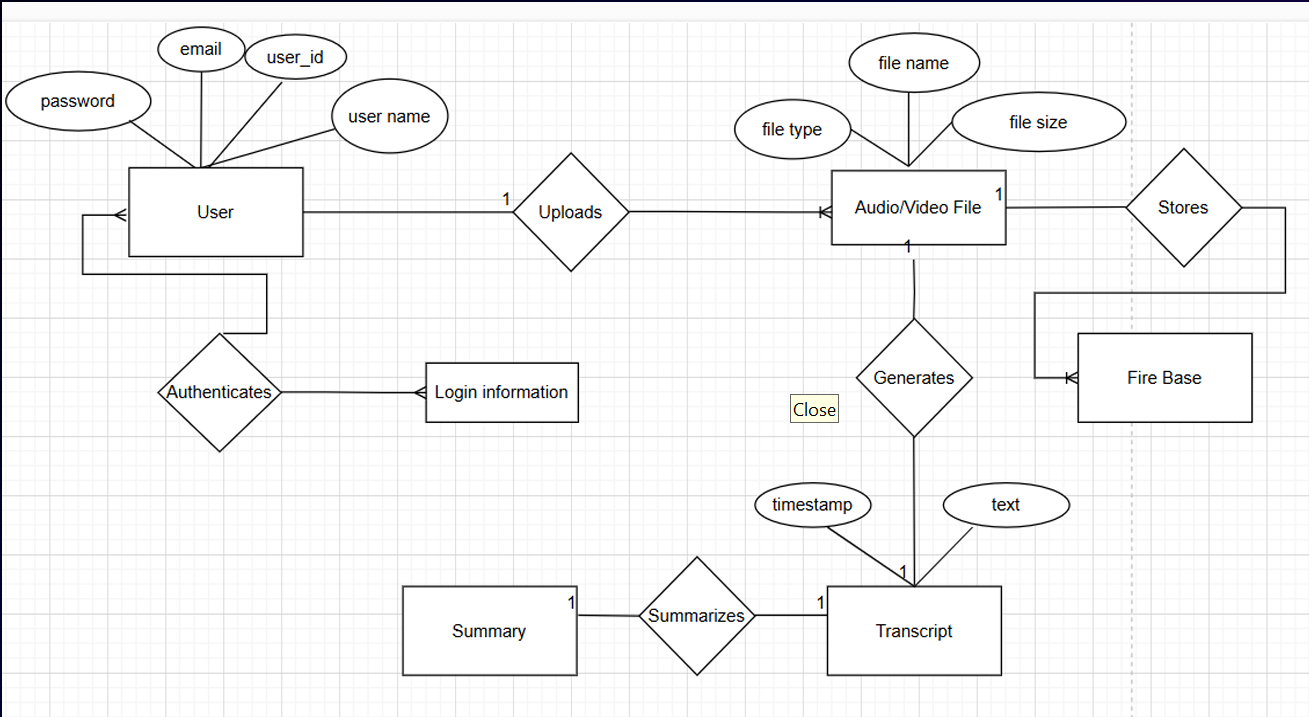 email
user_id
password
user name
file name
file type
file size
User
1
Uploads
Audio/Video File
1
1
Stores
Authenticates
Login information
Generates
Close
Fire Base
timestamp
text
1
Summary
1
Summarizes
1
Transcript